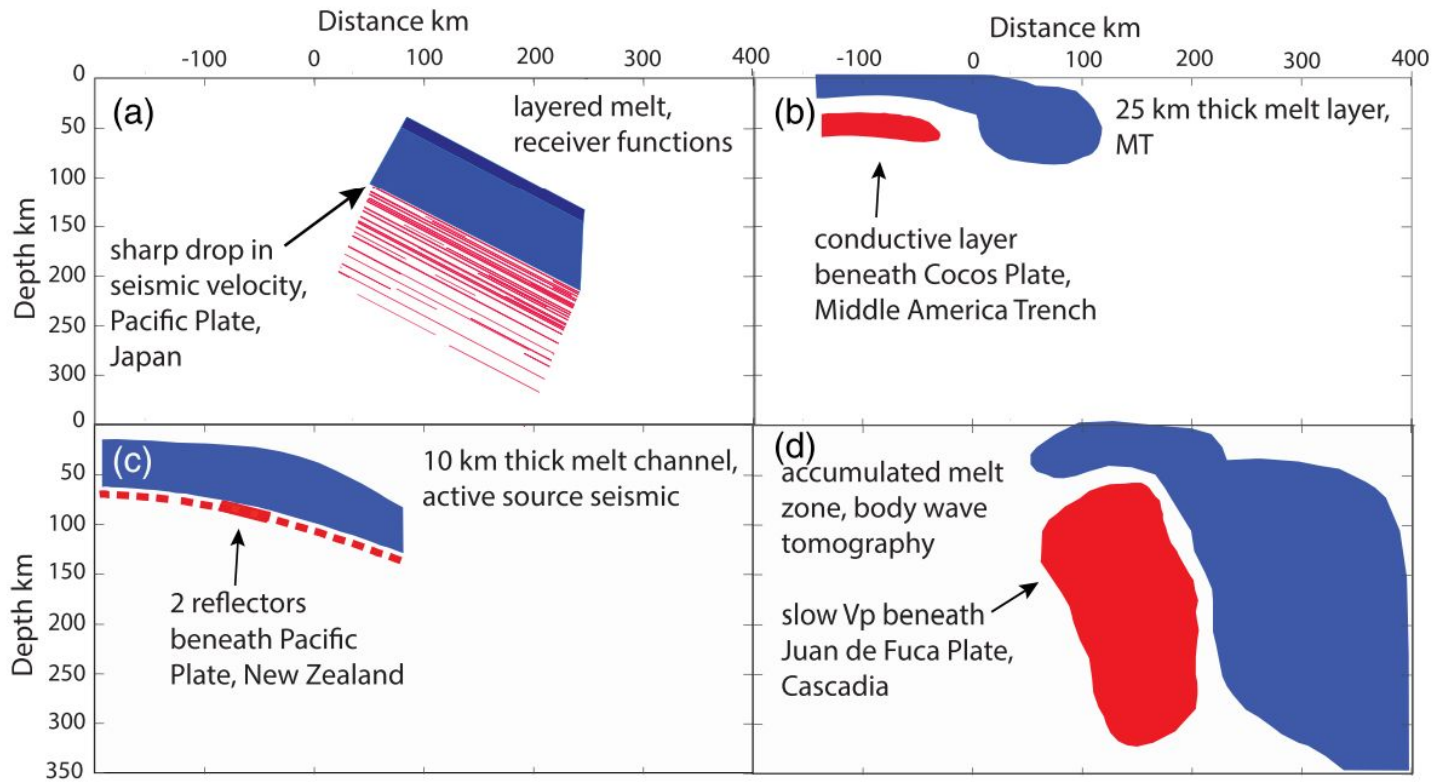 Distance km
-100 0 100 200 300 400
Distance km
-100 0 100 200 300 400
Depth km
0
50
100
150
200
250
300
0
(a)
layered melt,
receiver functions
sharp drop in
seismic velocity,
Pacific Plate,
Japan
(b)
25 km thick melt layer,
MT
conductive layer
beneath Cocos Plate,
Middle America Trench
Depth km
50
100
150
200
250
300
350
(c)
10 km thick melt channel,
active source seismic
2 reflectors
beneath Pacific
Plate, New Zealand
(d)
accumulated melt
zone, body wave
tomography
slow Vp beneath
Juan de Fuca Plate,
Cascadia